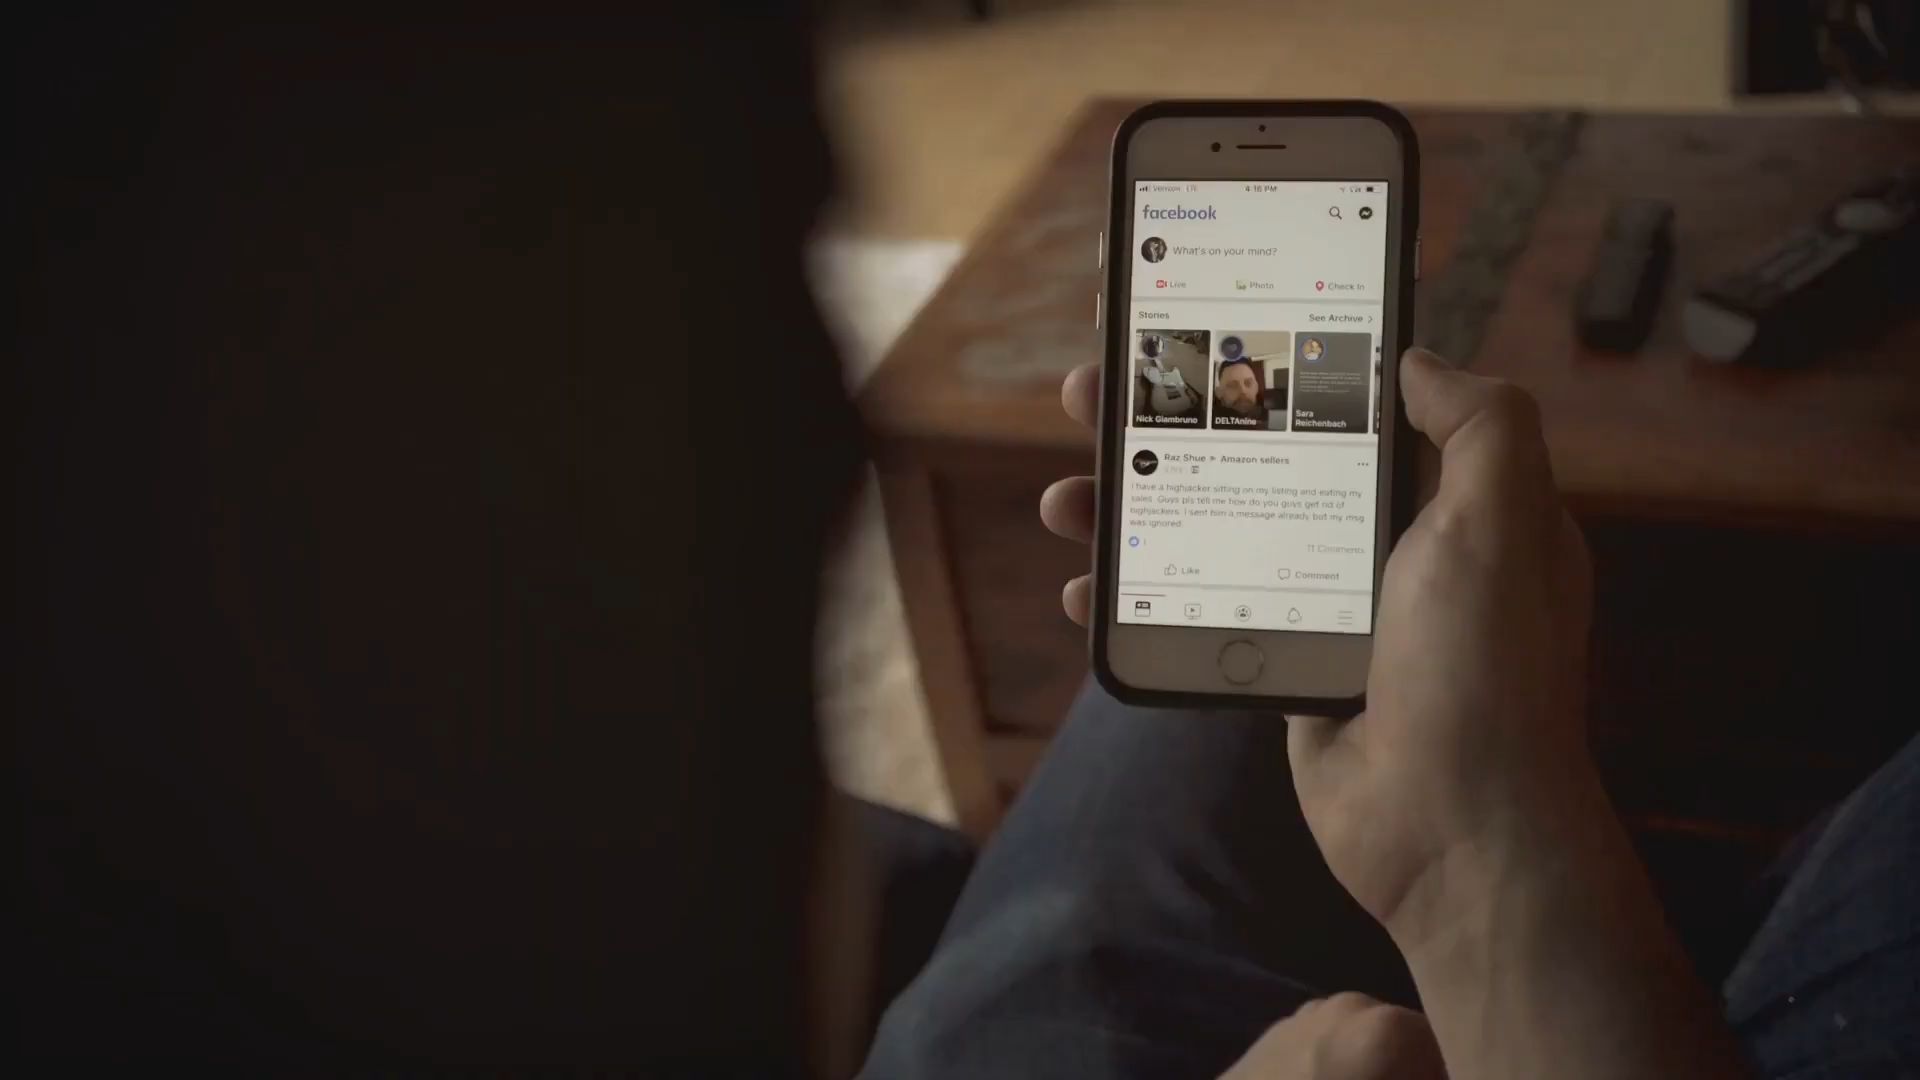 Verizon LTE 4:16 PM
facebook
What's on your mind?
Live Photo Check In
Stories See Archive
Nick Giambruno DELTAnine Sara
Reichenbach
Raz Shue Amazon sellers
I have a highjacker sitting on my listing and eating my
sales. Guys pls tell me how do you guys get rid of
highjackers. I sent him a message already but my msg
was ignored.
1
11 Comments
Like Comment